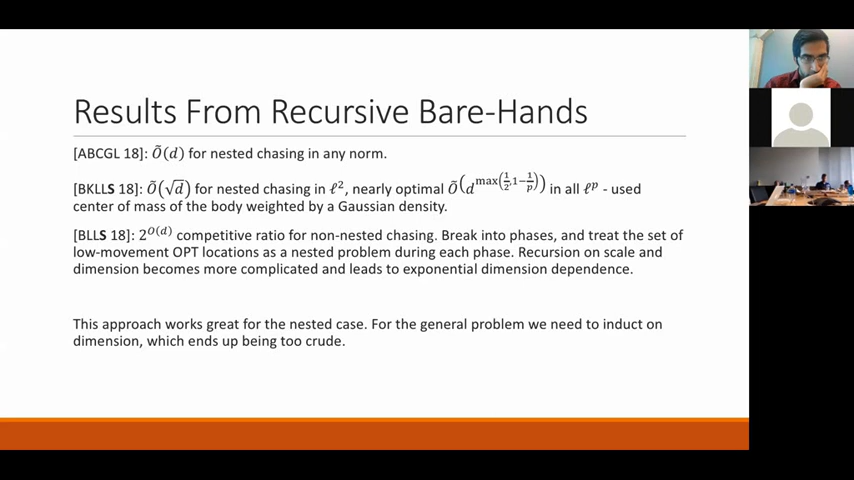 Results From Recursive Bare-Hands
[ABCGL 18]: Õ(d) for nested chasing in any norm.
[BKLLS 18]: Õ(√d) for nested chasing in ℓ², nearly optimal Õ(d^max(1/2,1−1/p)) in all ℓᵖ - used
center of mass of the body weighted by a Gaussian density.
[BLLS 18]: 2^O(d) competitive ratio for non-nested chasing. Break into phases, and treat the set of
low-movement OPT locations as a nested problem during each phase. Recursion on scale and
dimension becomes more complicated and leads to exponential dimension dependence.
This approach works great for the nested case. For the general problem we need to induct on
dimension, which ends up being too crude.